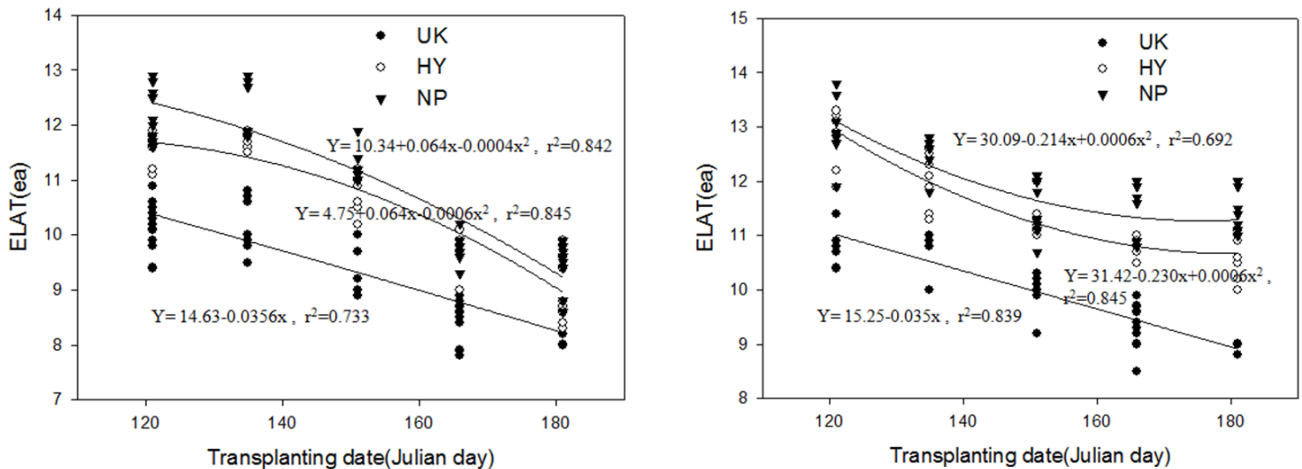 14
13
12
11
10
9
8
7
ELAT(ea)
UK
HY
NP
Y= 10.34+0.064x-0.0004x², r²=0.842
Y= 4.75+0.064x-0.0006x², r²=0.845
Y= 14.63-0.0356x, r²=0.733
120 140 160 180
Transplanting date(Julian day)
15
14
13
12
11
10
9
8
ELAT(ea)
UK
HY
NP
Y= 30.09-0.214x+0.0006x², r²=0.692
Y= 31.42-0.230x+0.0006x²,
r²=0.845
Y= 15.25-0.035x, r²=0.839
120 140 160 180
Transplanting date(Julian day)